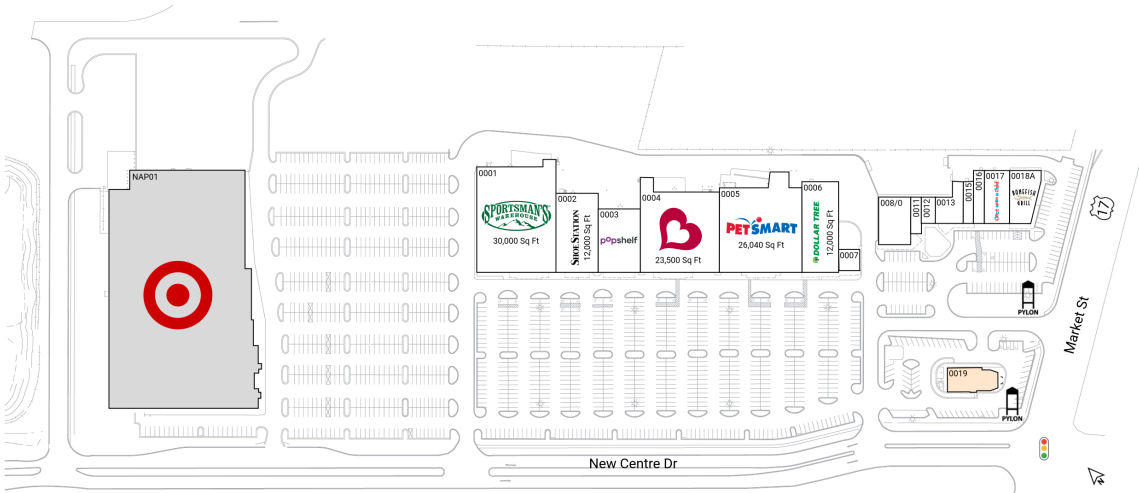 NAP01
0001
SPORTSMAN'S
WAREHOUSE
30,000 Sq Ft
0002
SHOE STATION
12,000 Sq Ft
0003
pOpshelf
0004
23,500 Sq Ft
0005
PETSMART
26,040 Sq Ft
0006
DOLLAR TREE
12,000 Sq Ft
0007
008/0
0011
0012
0013
0015
0016
0017
0018A
BONEFISH
GRILL
17
PYLON
Market St
0019
PYLON
New Centre Dr